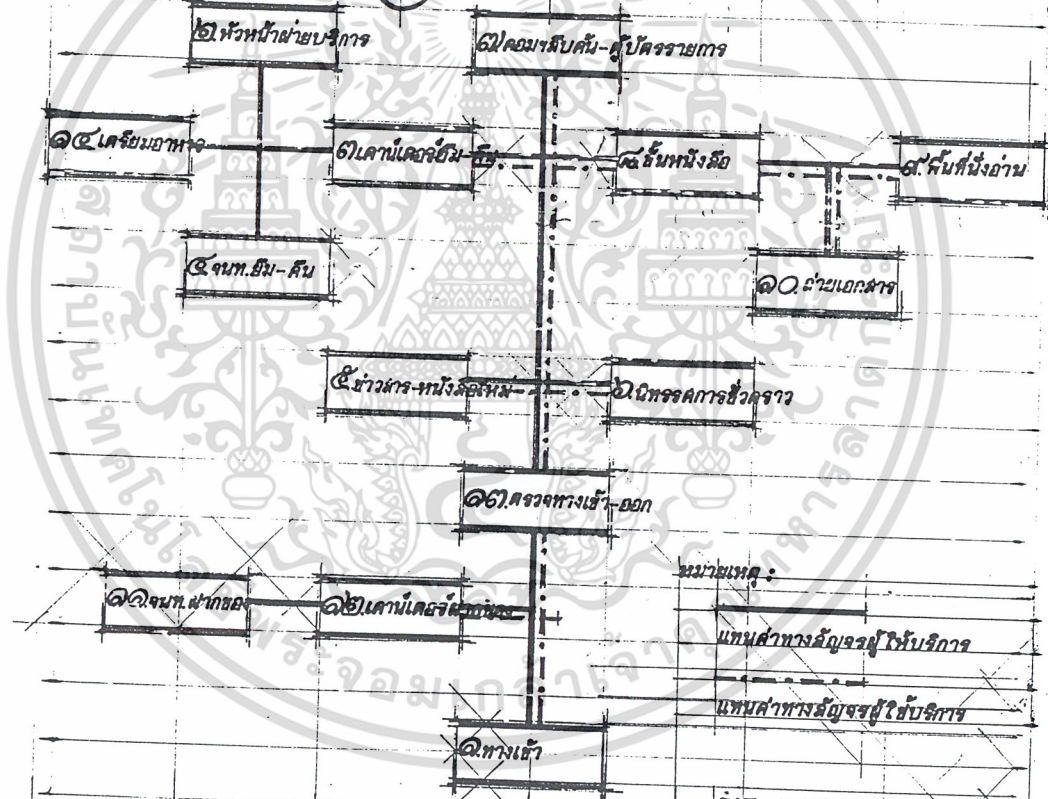 ๒.หัวหน้าฝ่ายบริการ
๗คอมฯสืบค้น-ตู้บัตรรายการ
๑๔ เตรียมอาหาร
๓.เคาน์เตอร์ยืม-คืน
๘.ชั้นหนังสือ
๙.พื้นที่นั่งอ่าน
๔ จนท.ยืม-คืน
๑๐.ถ่ายเอกสาร
๕ ข่าวสาร-หนังสือใหม่
๖.นิทรรศการชั่วคราว
๑๓.ตรวจทางเข้า-ออก
หมายเหตุ :
๑๑.จนท.ฝากของ
๑๒.เคาน์เตอร์ฝากของ
แทนค่าทางสัญจรผู้ให้บริการ
แทนค่าทางสัญจรผู้ใช้บริการ
๑.ทางเข้า